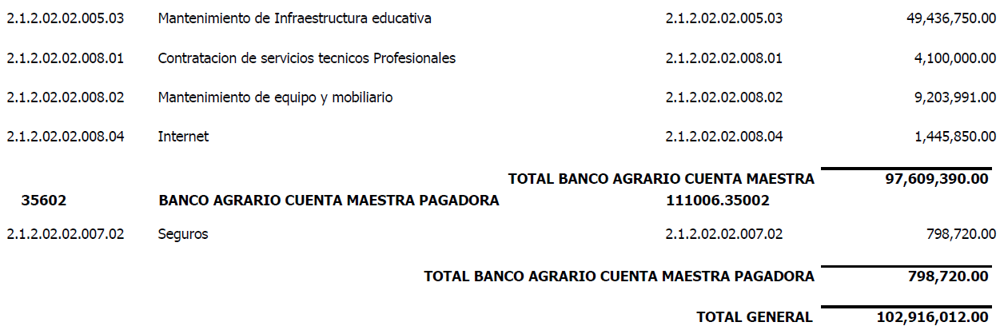 2.1.2.02.02.005.03 Mantenimiento de Infraestructura educativa 2.1.2.02.02.005.03 49,436,750.00
2.1.2.02.02.008.01 Contratacion de servicios tecnicos Profesionales 2.1.2.02.02.008.01 4,100,000.00
2.1.2.02.02.008.02 Mantenimiento de equipo y mobiliario 2.1.2.02.02.008.02 9,203,991.00
2.1.2.02.02.008.04 Internet 2.1.2.02.02.008.04 1,445,850.00
TOTAL BANCO AGRARIO CUENTA MAESTRA 97,609,390.00
35602 BANCO AGRARIO CUENTA MAESTRA PAGADORA 111006.35002
2.1.2.02.02.007.02 Seguros 2.1.2.02.02.007.02 798,720.00
TOTAL BANCO AGRARIO CUENTA MAESTRA PAGADORA 798,720.00
TOTAL GENERAL 102,916,012.00